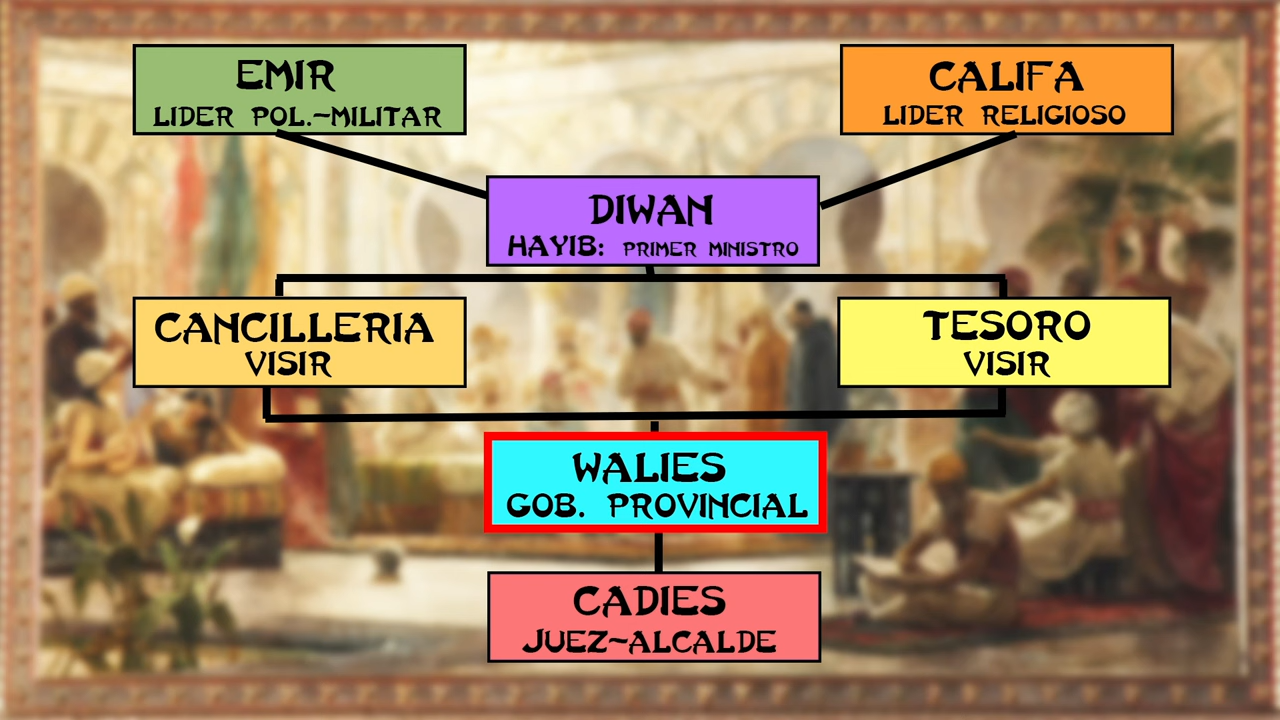 EMIR
LIDER POL.-MILITAR
CALIFA
LIDER RELIGIOSO
DIWAN
HAYIB: PRIMER MINISTRO
CANCILLERIA
VISIR
TESORO
VISIR
WALIES
GOB. PROVINCIAL
CADIES
JUEZ-ALCALDE